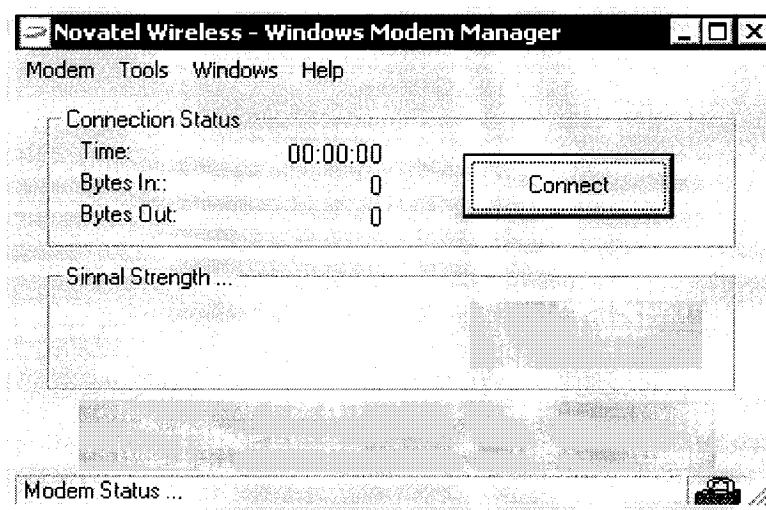 Novatel Wireless - Windows Modem Manager
Modem Tools Windows Help
Connection Status
Time: 00:00:00
Bytes In:: 0
Bytes Out: 0
Connect
Sinnal Strength ...
Modem Status ...